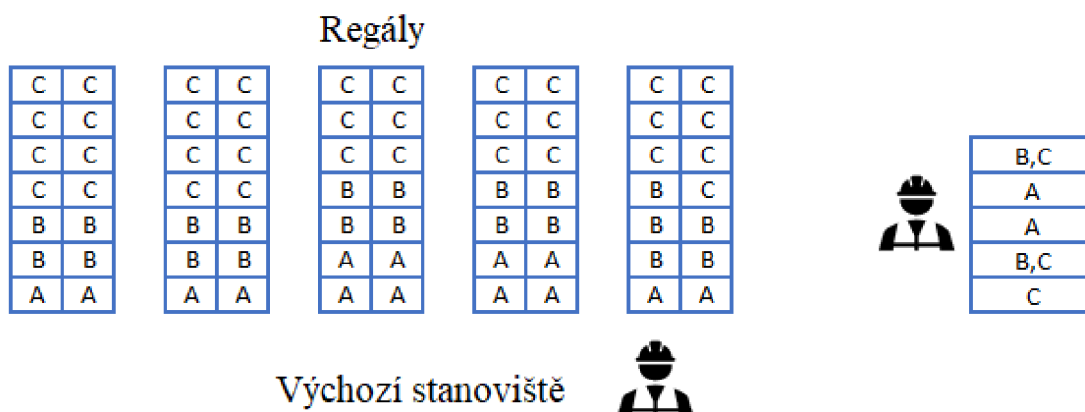 Regály
C C C C C C C C C C
C C C C C C C C C C
C C C C C C C C C C B,C
C C C C B B B B B C A
B B B B B B B B B B A
B B B B A A A A B B B,C
A A A A A A A A A A C
Výchozí stanoviště